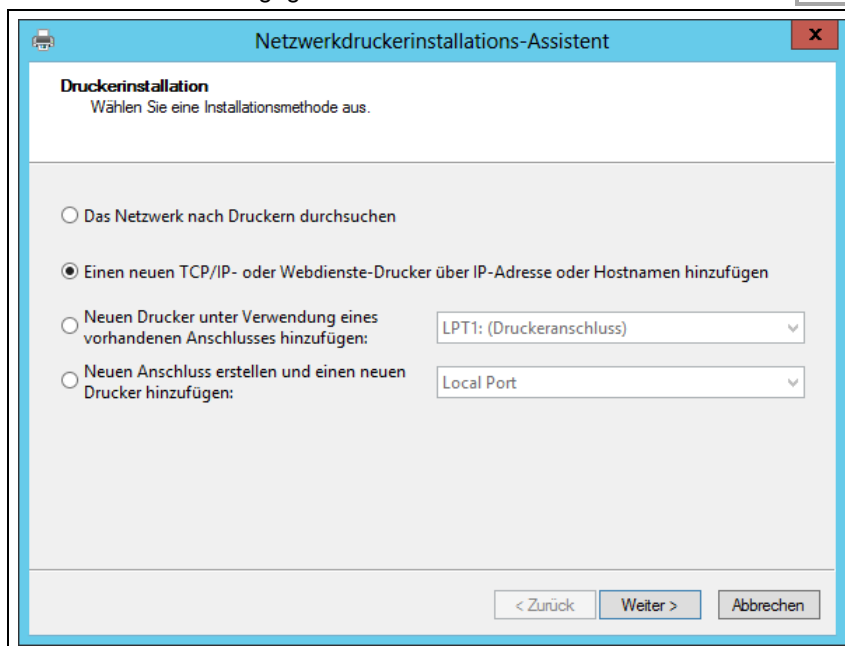 Netzwerkdruckerinstallations-Assistent
x
Druckerinstallation
Wählen Sie eine Installationsmethode aus.
Das Netzwerk nach Druckern durchsuchen
Einen neuen TCP/IP- oder Webdienste-Drucker über IP-Adresse oder Hostnamen hinzufügen
Neuen Drucker unter Verwendung eines
vorhandenen Anschlusses hinzufügen:
LPT1: (Druckeranschluss)
Neuen Anschluss erstellen und einen neuen
Drucker hinzufügen:
Local Port
< Zurück
Weiter >
Abbrechen